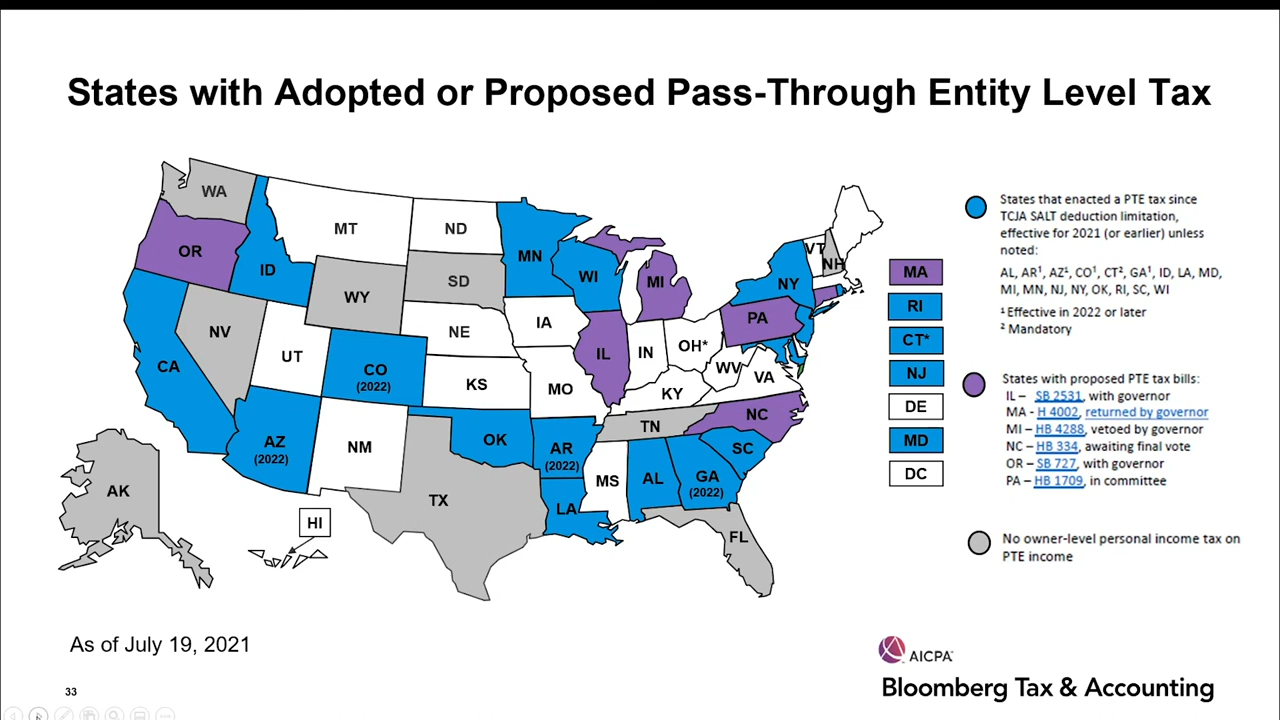 States with Adopted or Proposed Pass-Through Entity Level Tax
WA
MT
ND
MN
OR
ID
WY
SD
WI
MI
NY
VT
NH
NV
UT
CO
(2022)
NE
IA
IL
IN
OH*
PA
CA
KS
MO
KY
WV
VA
AZ
(2022)
NM
OK
AR
(2022)
TN
NC
SC
TX
LA
MS
AL
GA
(2022)
FL
AK
HI
MA
RI
CT*
NJ
DE
MD
DC
States that enacted a PTE tax since
TCJA SALT deduction limitation,
effective for 2021 (or earlier) unless
noted:
AL, AR¹, AZ¹, CO¹, CT², GA¹, ID, LA, MD,
MI, MN, NJ, NY, OK, RI, SC, WI
¹ Effective in 2022 or later
² Mandatory
States with proposed PTE tax bills:
IL – SB 2531, with governor
MA - H 4002, returned by governor
MI – HB 4288, vetoed by governor
NC – HB 334, awaiting final vote
OR – SB 727, with governor
PA – HB 1709, in committee
No owner-level personal income tax on
PTE income
As of July 19, 2021
33
AICPA
Bloomberg Tax & Accounting